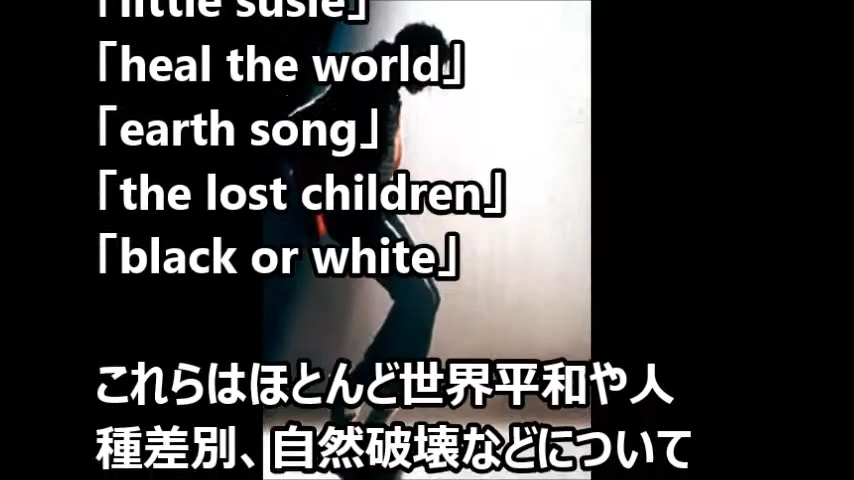 「little susie」
「heal the world」
「earth song」
「the lost children」
「black or white」
これらはほとんど世界平和や人
種差別、自然破壊などについて